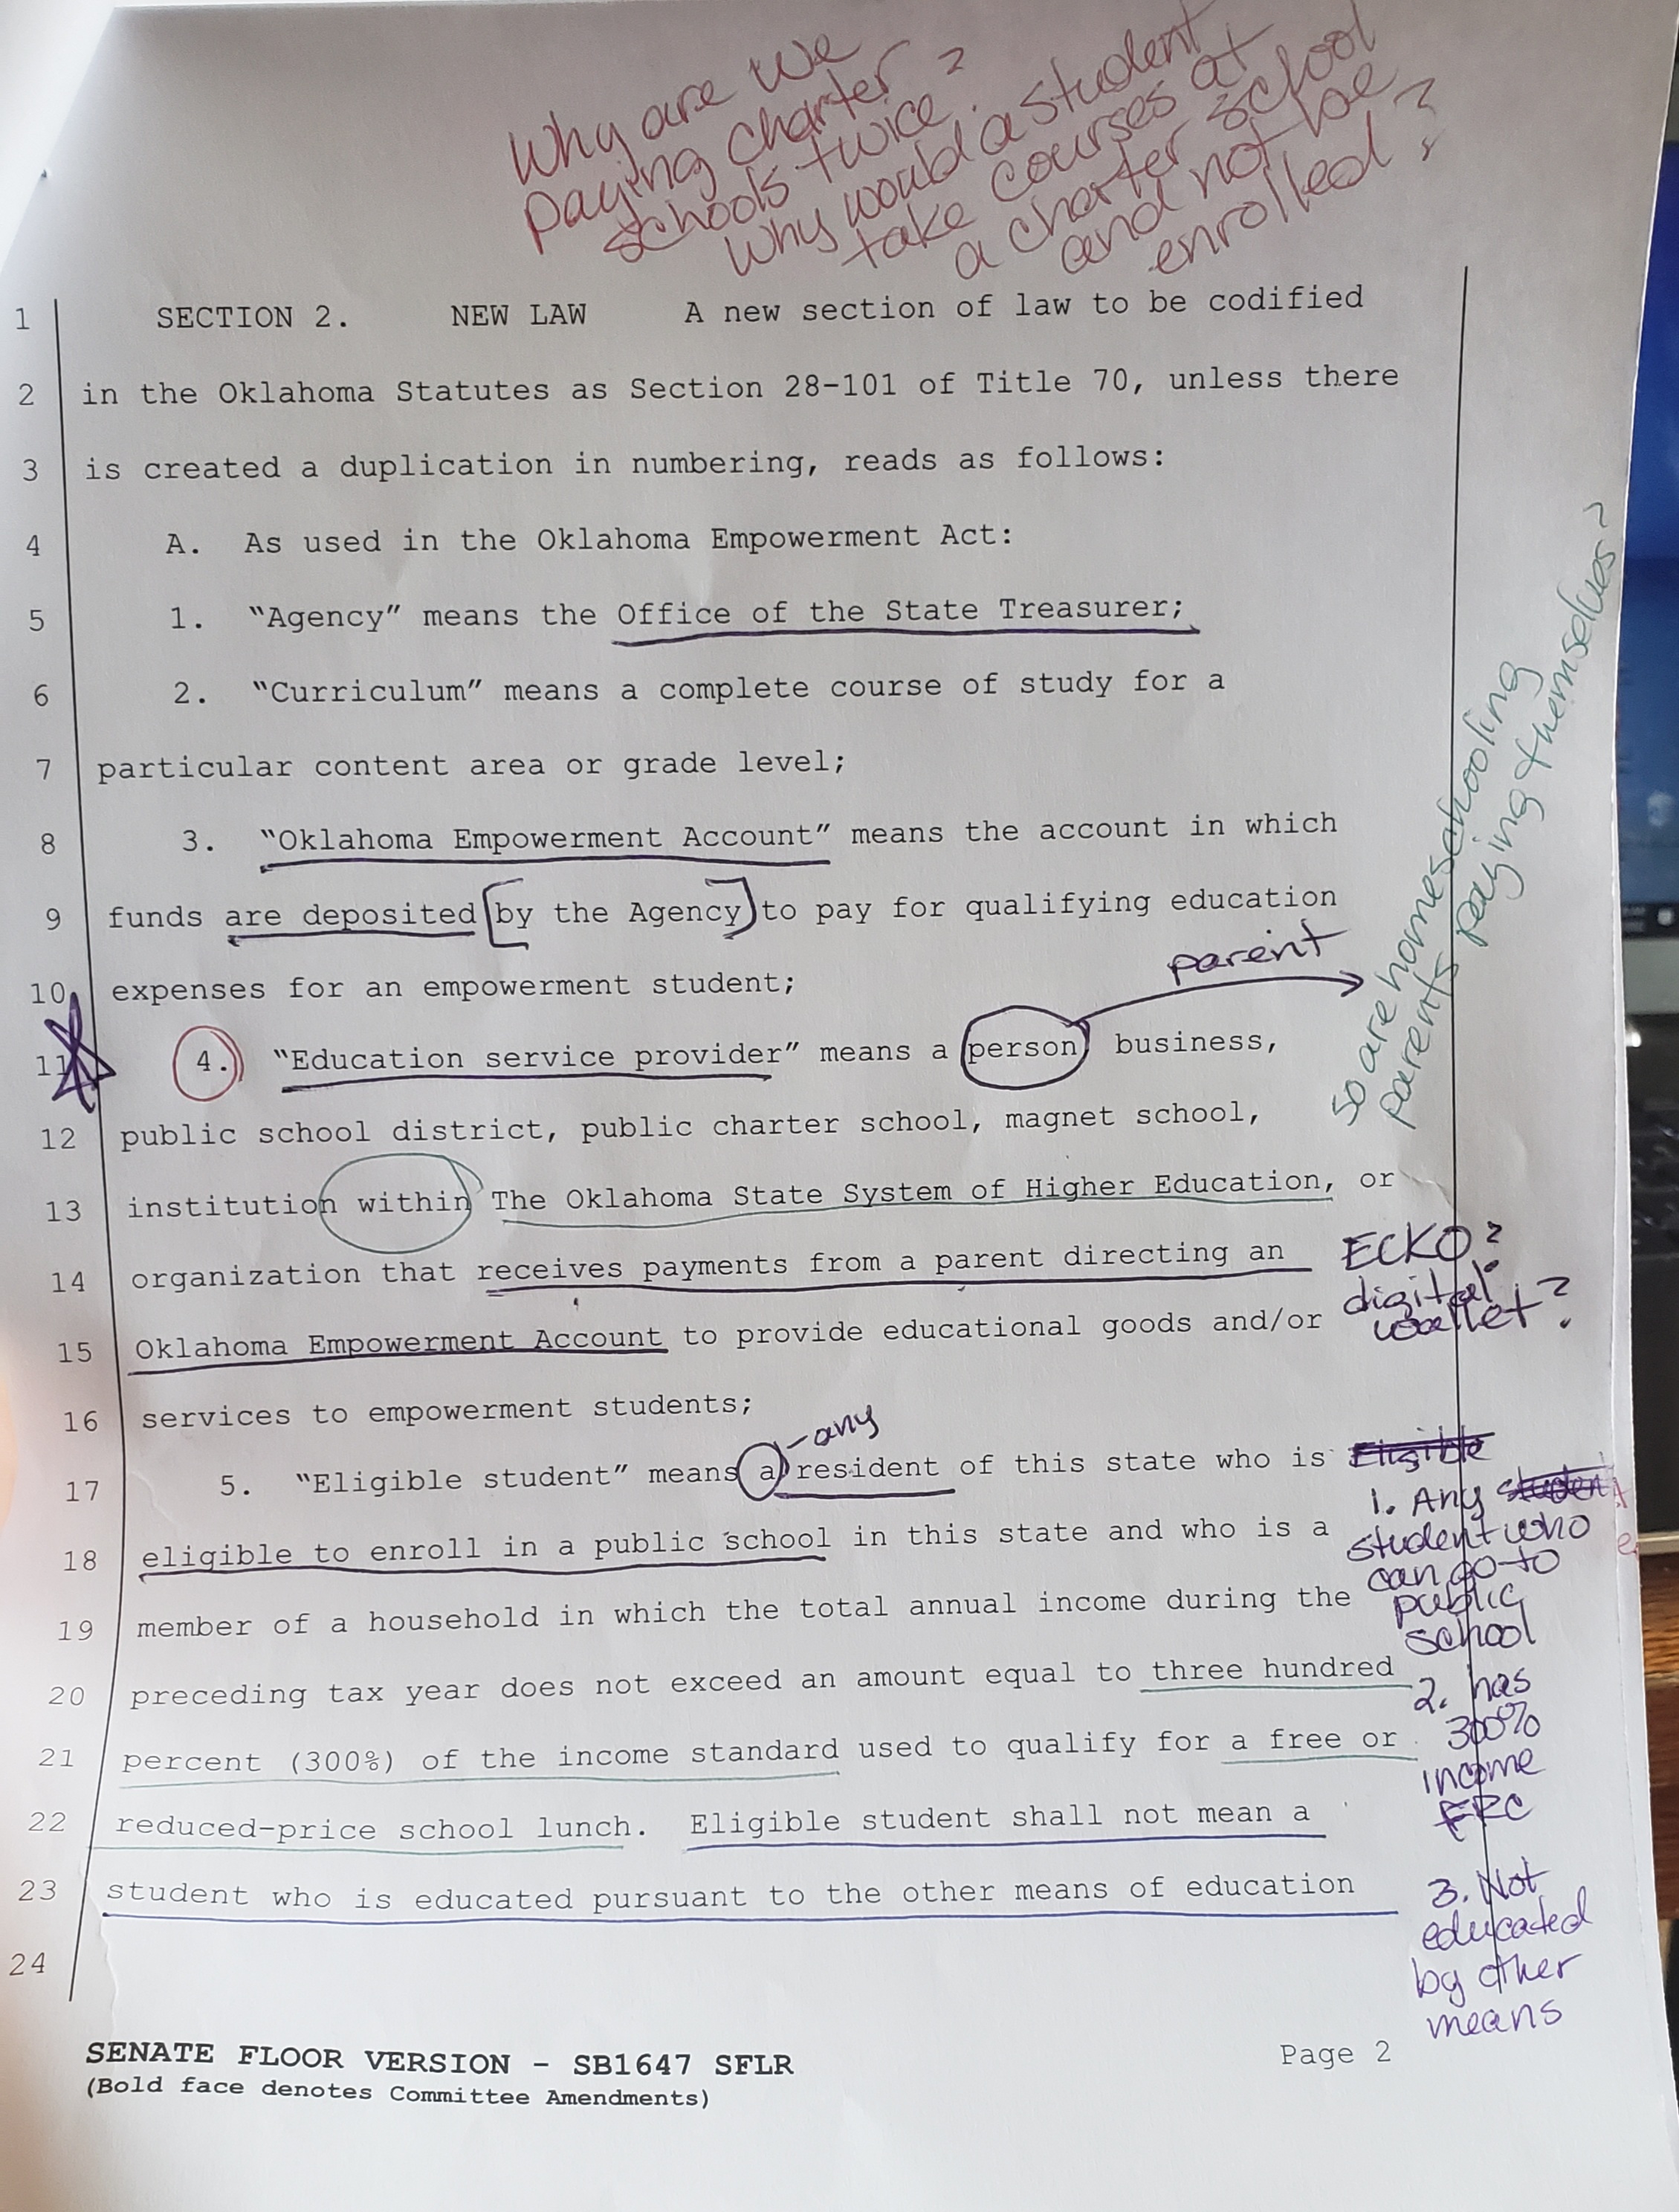 Why are we
paying charter
schools twice?
Why would a student
take courses at
a charter school
and not be
enrolled?
1 SECTION 2. NEW LAW A new section of law to be codified
2 in the Oklahoma Statutes as Section 28-101 of Title 70, unless there
3 is created a duplication in numbering, reads as follows:
4 A. As used in the Oklahoma Empowerment Act:
5 1. “Agency” means the Office of the State Treasurer;
6 2. “Curriculum” means a complete course of study for a
7 particular content area or grade level;
8 3. “Oklahoma Empowerment Account” means the account in which
9 funds are deposited [by the Agency] to pay for qualifying education
parent
10 expenses for an empowerment student;
So are homeschooling
parents paying themselves?
11 4. “Education service provider” means a person business,
12 public school district, public charter school, magnet school,
13 institution within The Oklahoma State System of Higher Education, or
14 organization that receives payments from a parent directing an
ECKO?
digital
wallet?
15 Oklahoma Empowerment Account to provide educational goods and/or
16 services to empowerment students;
- any
17 5. “Eligible student” means a resident of this state who is
Eligible
1. Any student
student who
can go to
public
school
18 eligible to enroll in a public school in this state and who is a
19 member of a household in which the total annual income during the
20 preceding tax year does not exceed an amount equal to three hundred
2. has
300%
income
FRC
21 percent (300%) of the income standard used to qualify for a free or
22 reduced-price school lunch. Eligible student shall not mean a
23 student who is educated pursuant to the other means of education
3. Not
educated
by other
means
24
SENATE FLOOR VERSION - SB1647 SFLR Page 2
(Bold face denotes Committee Amendments)